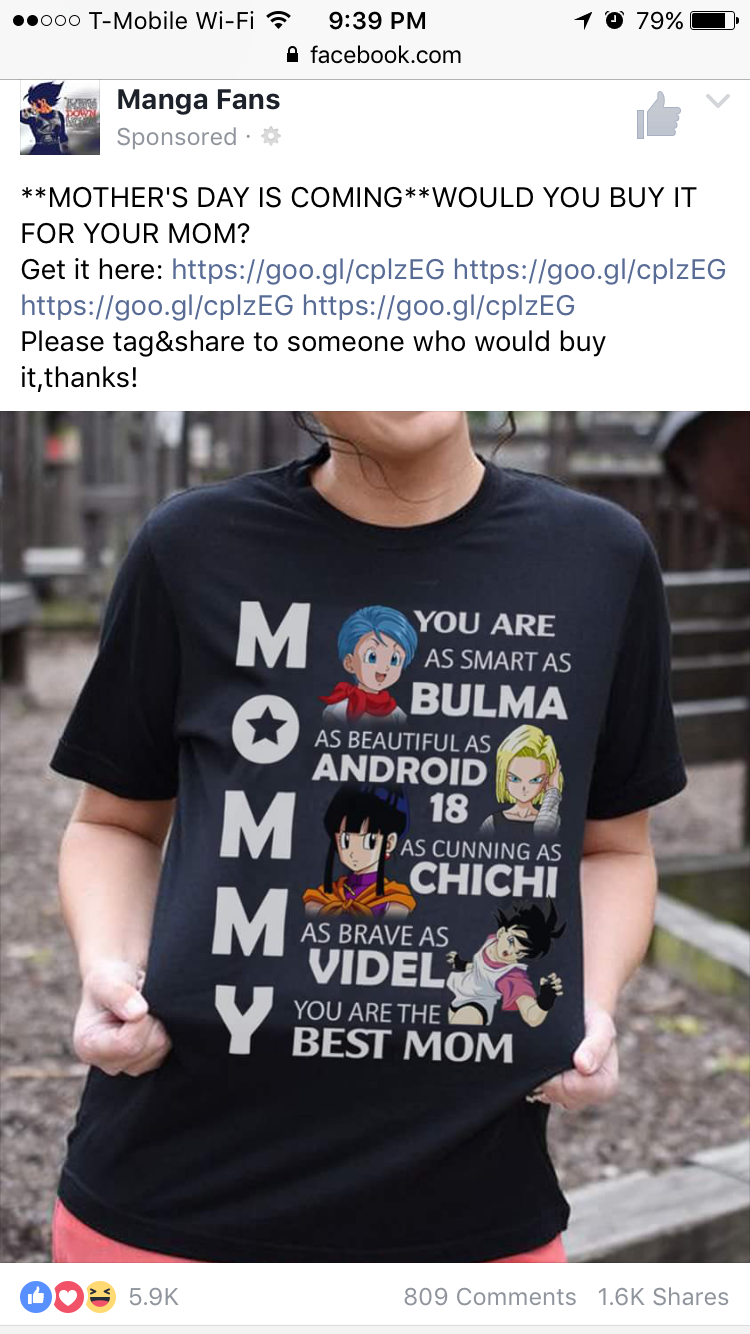 T-Mobile Wi-Fi 9:39 PM 79%
facebook.com
Manga Fans
Sponsored ·
**MOTHER'S DAY IS COMING**WOULD YOU BUY IT
FOR YOUR MOM?
Get it here: https://goo.gl/cplzEG https://goo.gl/cplzEG
https://goo.gl/cplzEG https://goo.gl/cplzEG
Please tag&share to someone who would buy
it,thanks!
M YOU ARE
AS SMART AS
BULMA
O AS BEAUTIFUL AS
ANDROID
18
M AS CUNNING AS
CHICHI
M AS BRAVE AS
VIDEL
Y YOU ARE THE
BEST MOM
5.9K 809 Comments 1.6K Shares